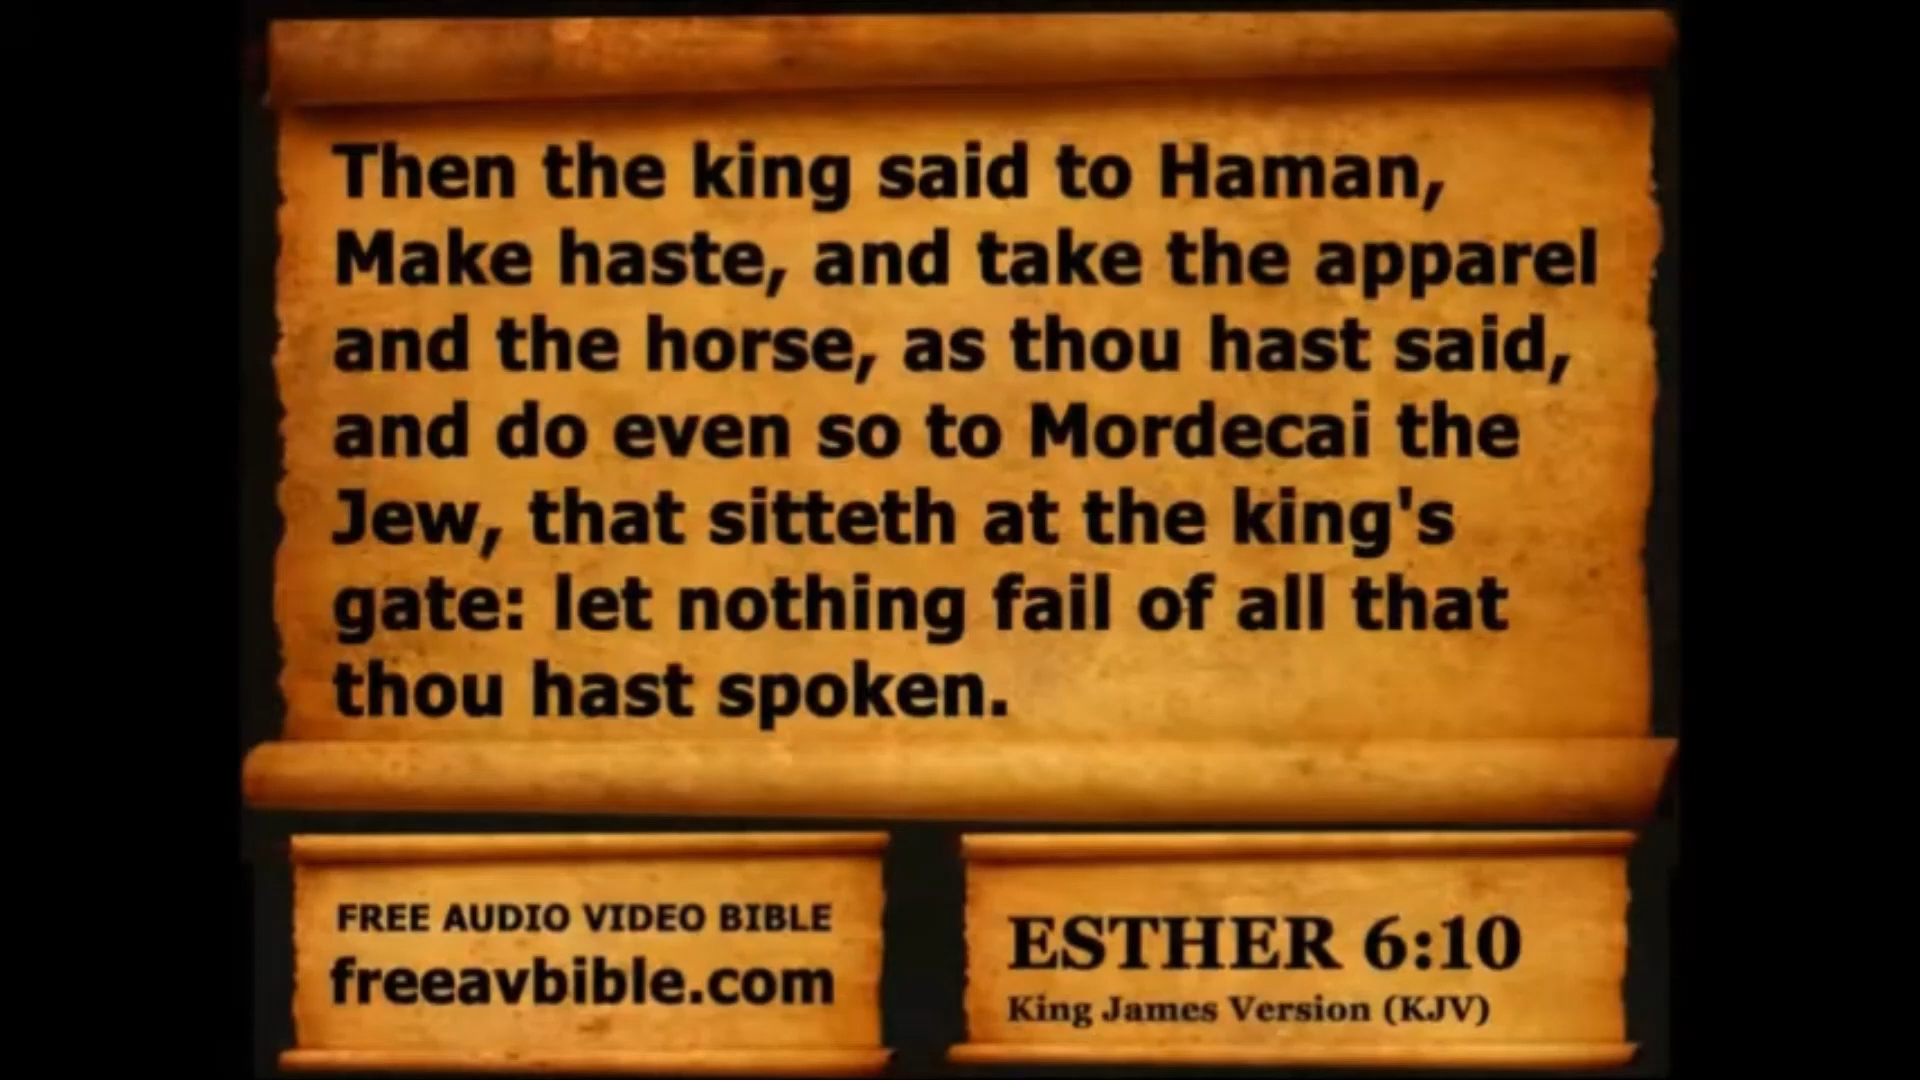 Then the king said to Haman,
Make haste, and take the apparel
and the horse, as thou hast said,
and do even so to Mordecai the
Jew, that sitteth at the king's
gate: let nothing fail of all that
thou hast spoken.
FREE AUDIO VIDEO BIBLE
freeavbible.com
ESTHER 6:10
King James Version (KJV)